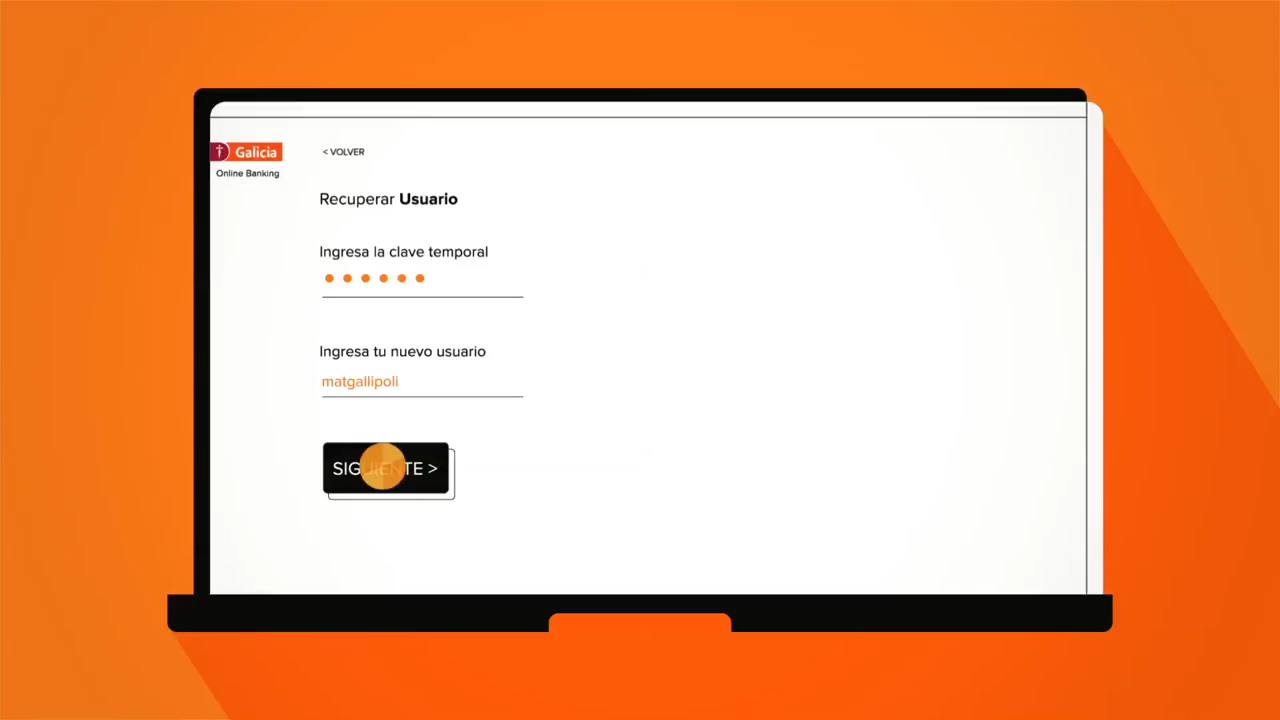 Galicia
Online Banking
< VOLVER
Recuperar Usuario
Ingresa la clave temporal
Ingresa tu nuevo usuario
matgallipoli
SIGUIENTE >